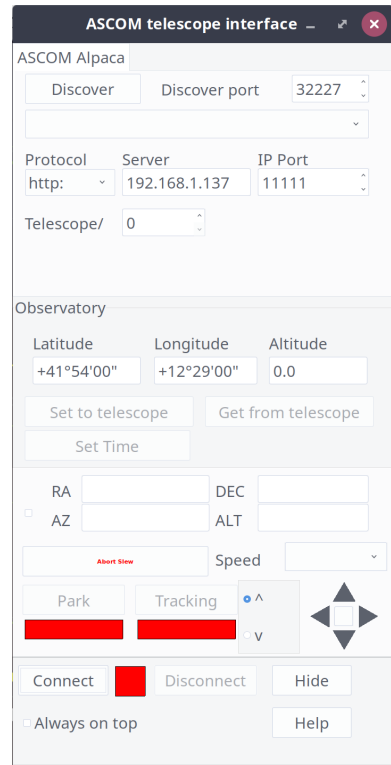 ASCOM telescope interface
ASCOM Alpaca
Discover Discover port 32227
Protocol Server IP Port
http: 192.168.1.137 11111
Telescope/ 0
Observatory
Latitude Longitude Altitude
+41°54'00" +12°29'00" 0.0
Set to telescope Get from telescope
Set Time
RA DEC
AZ ALT
Abort Slew Speed
Park Tracking ^
v
Connect Disconnect Hide
Always on top Help